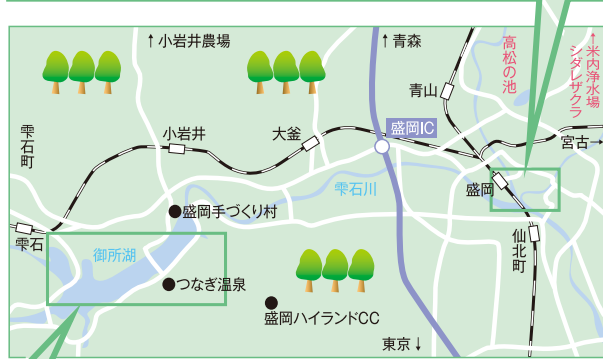 ↑小岩井農場
↑青森
高松の池
↑米内浄水場
シダレザクラ
青山
雫石町
小岩井
大釜
盛岡IC
宮古→
盛岡
雫石川
盛岡手づくり村
雫石
仙北町
御所湖
つなぎ温泉
盛岡ハイランドCC
東京↓